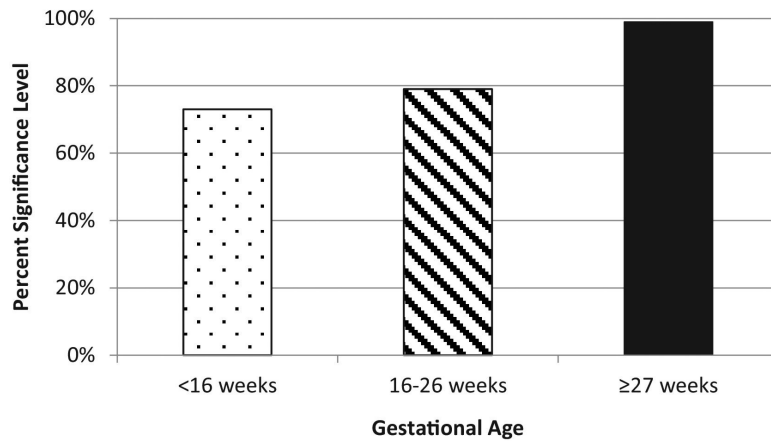 100%
80%
60%
40%
20%
0%
Percent Significance Level
<16 weeks
16-26 weeks
≥27 weeks
Gestational Age